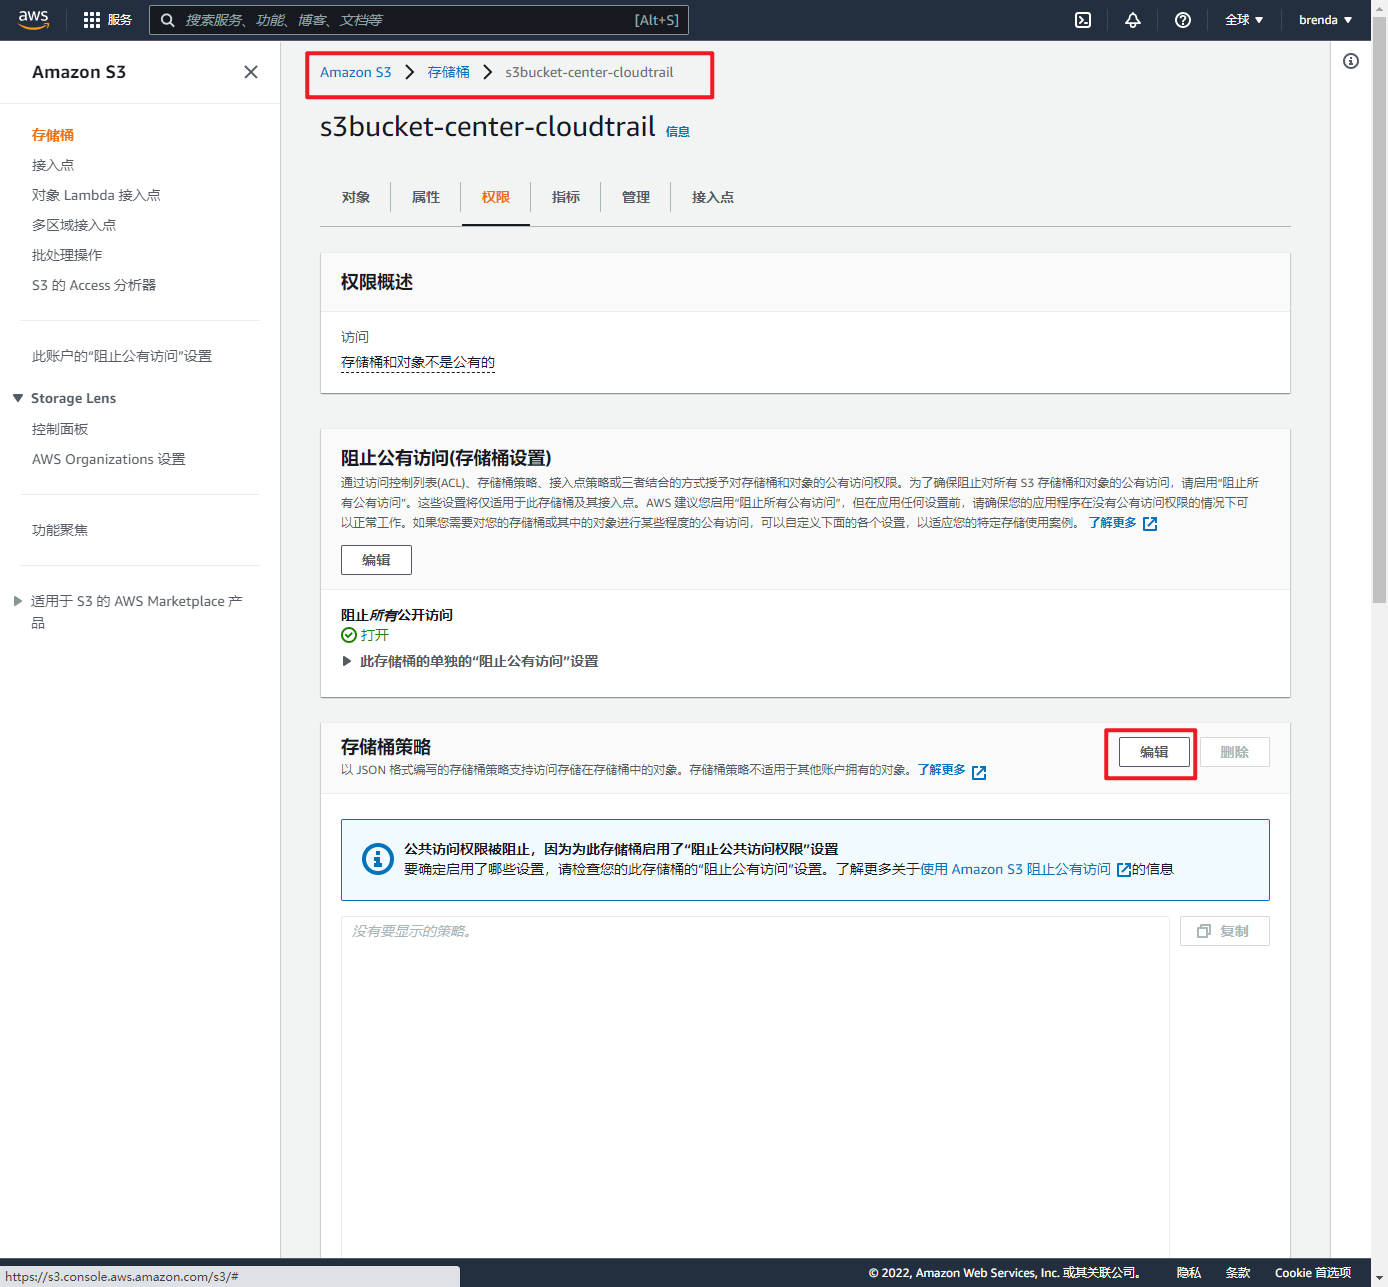 aws
服务
搜索服务、功能、博客、文档等
[Alt+S]
全球
brenda
Amazon S3
存储桶
接入点
对象 Lambda 接入点
多区域接入点
批处理操作
S3 的 Access 分析器
此账户的“阻止公有访问”设置
Storage Lens
控制面板
AWS Organizations 设置
功能聚焦
适用于 S3 的 AWS Marketplace 产
品
Amazon S3 存储桶 s3bucket-center-cloudtrail
s3bucket-center-cloudtrail 信息
对象 属性 权限 指标 管理 接入点
权限概述
访问
存储桶和对象不是公有的
阻止公有访问(存储桶设置)
通过访问控制列表(ACL)、存储桶策略、接入点策略或三者结合的方式授予对存储桶和对象的公有访问权限。为了确保阻止对所有 S3 存储桶和对象的公有访问，请启用“阻止所
有公有访问”。这些设置将仅适用于此存储桶及其接入点。AWS 建议您启用“阻止所有公有访问”，但在应用任何设置前，请确保您的应用程序在没有公有访问权限的情况下可
以正常工作。如果您需要对您的存储桶或其中的对象进行某些程度的公有访问，可以自定义下面的各个设置，以适应您的特定存储使用案例。 了解更多
编辑
阻止所有公开访问
打开
此存储桶的单独的“阻止公有访问”设置
存储桶策略
编辑
删除
以 JSON 格式编写的存储桶策略支持访问存储在存储桶中的对象。存储桶策略不适用于其他账户拥有的对象。了解更多
公共访问权限被阻止，因为为此存储桶启用了“阻止公共访问权限”设置
要确定启用了哪些设置，请检查您的此存储桶的“阻止公有访问”设置。了解更多关于使用 Amazon S3 阻止公有访问 的信息
没有要显示的策略。
复制
https://s3.console.aws.amazon.com/s3/#
© 2022, Amazon Web Services, Inc. 或其关联公司。 隐私 条款 Cookie 首选项